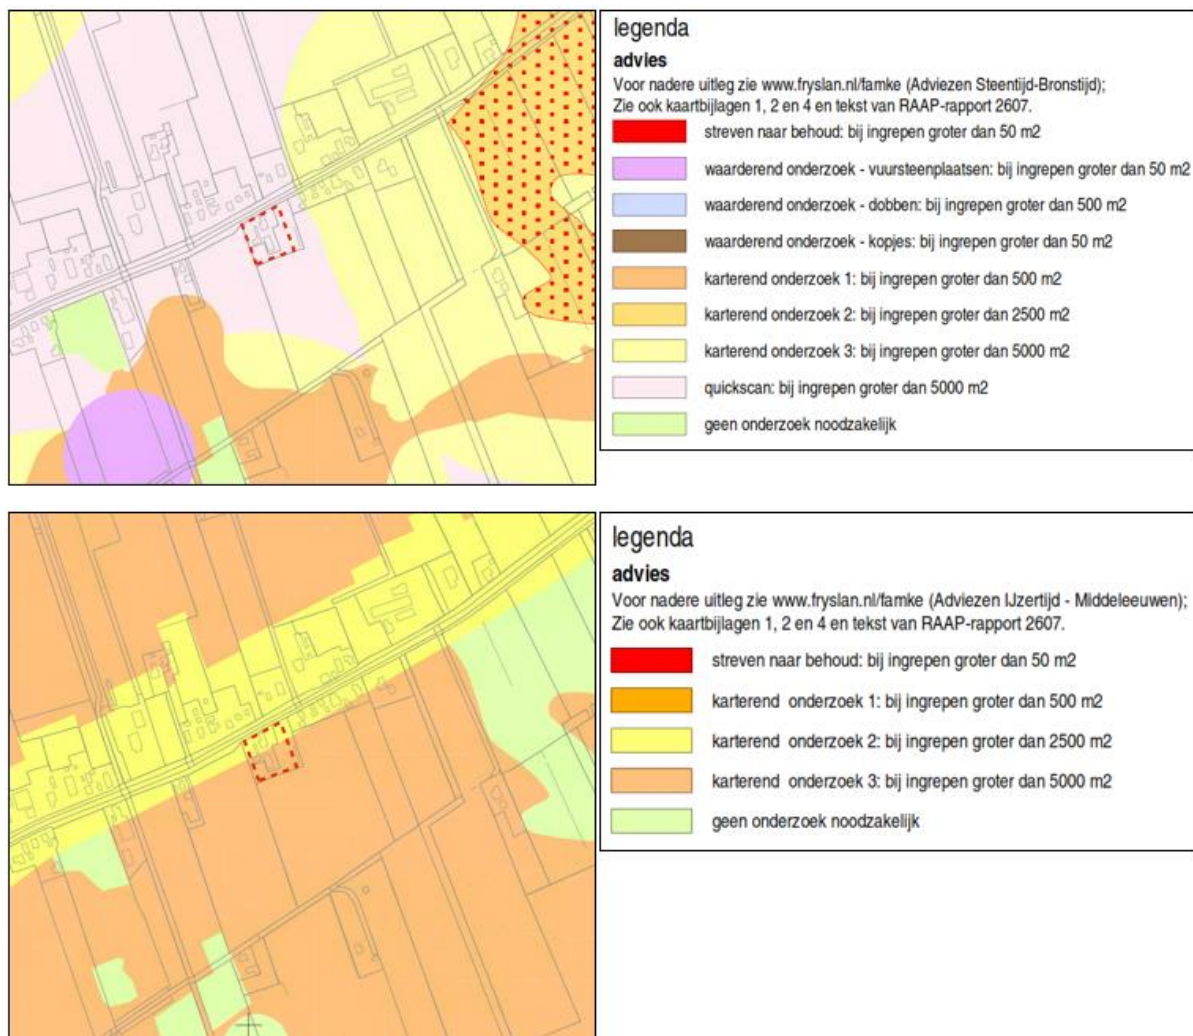 legenda
advies
Voor nadere uitleg zie www.fryslan.nl/famke (Adviezen Steentijd-Bronstijd);
Zie ook kaartbijlagen 1, 2 en 4 en tekst van RAAP-rapport 2607.
streven naar behoud: bij ingrepen groter dan 50 m2
waarderend onderzoek - vuursteenplaatsen: bij ingrepen groter dan 50 m2
waarderend onderzoek - dobben: bij ingrepen groter dan 500 m2
waarderend onderzoek - kopjes: bij ingrepen groter dan 50 m2
karterend onderzoek 1: bij ingrepen groter dan 500 m2
karterend onderzoek 2: bij ingrepen groter dan 2500 m2
karterend onderzoek 3: bij ingrepen groter dan 5000 m2
quickscan: bij ingrepen groter dan 5000 m2
geen onderzoek noodzakelijk
legenda
advies
Voor nadere uitleg zie www.fryslan.nl/famke (Adviezen IJzertijd - Middeleeuwen);
Zie ook kaartbijlagen 1, 2 en 4 en tekst van RAAP-rapport 2607.
streven naar behoud: bij ingrepen groter dan 50 m2
karterend onderzoek 1: bij ingrepen groter dan 500 m2
karterend onderzoek 2: bij ingrepen groter dan 2500 m2
karterend onderzoek 3: bij ingrepen groter dan 5000 m2
geen onderzoek noodzakelijk